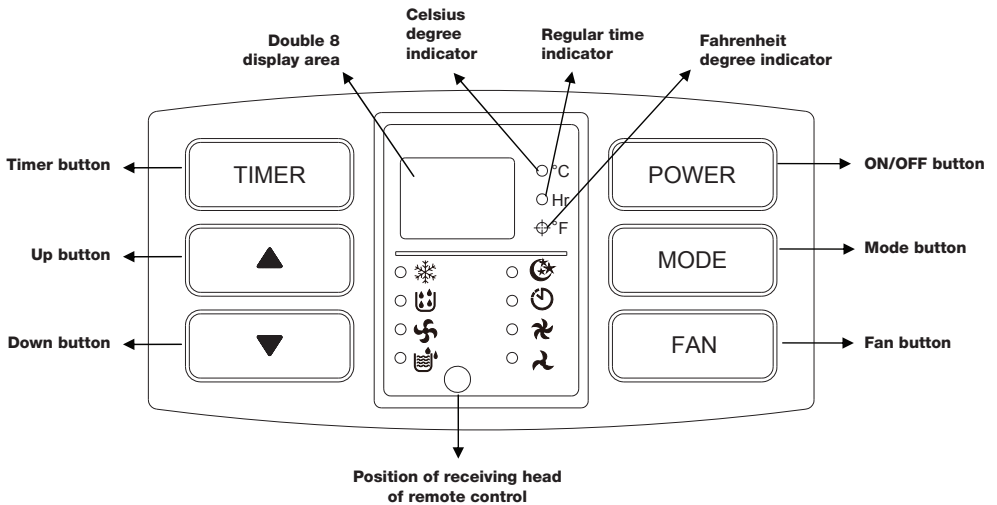 Celsius
degree
indicator
Double 8
display area
Regular time
indicator
Fahrenheit
degree indicator
Timer button
TIMER
°C
Hr
°F
POWER
ON/OFF button
Up button
MODE
Mode button
Down button
FAN
Fan button
Position of receiving head
of remote control